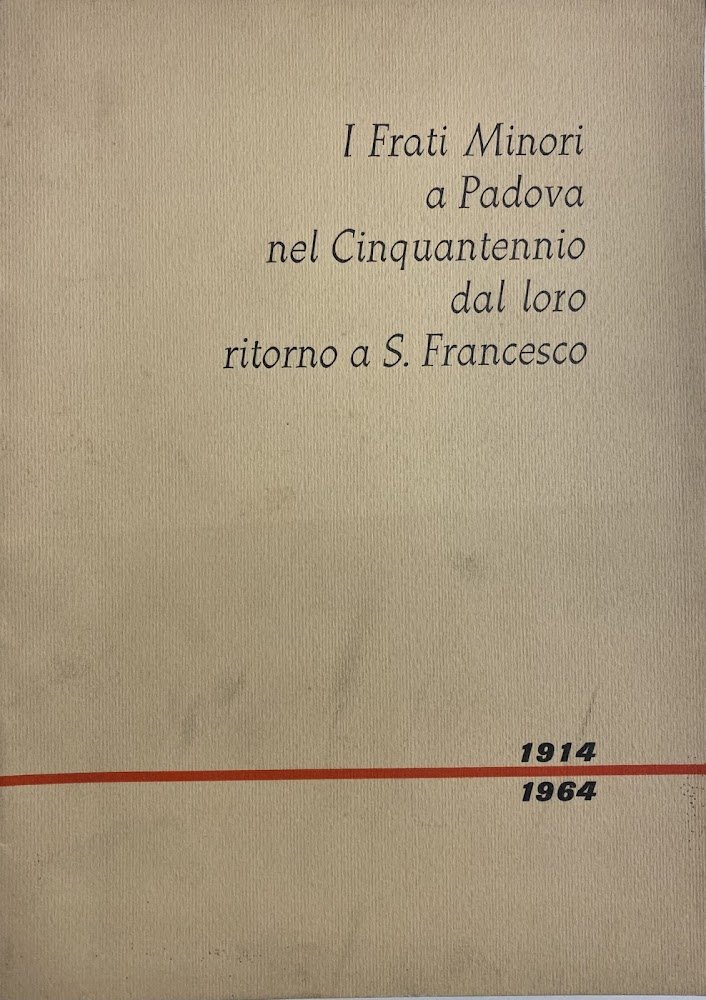 I Frati Minori
a Padova
nel Cinquantennio
dal loro
ritorno a S. Francesco
1914
1964